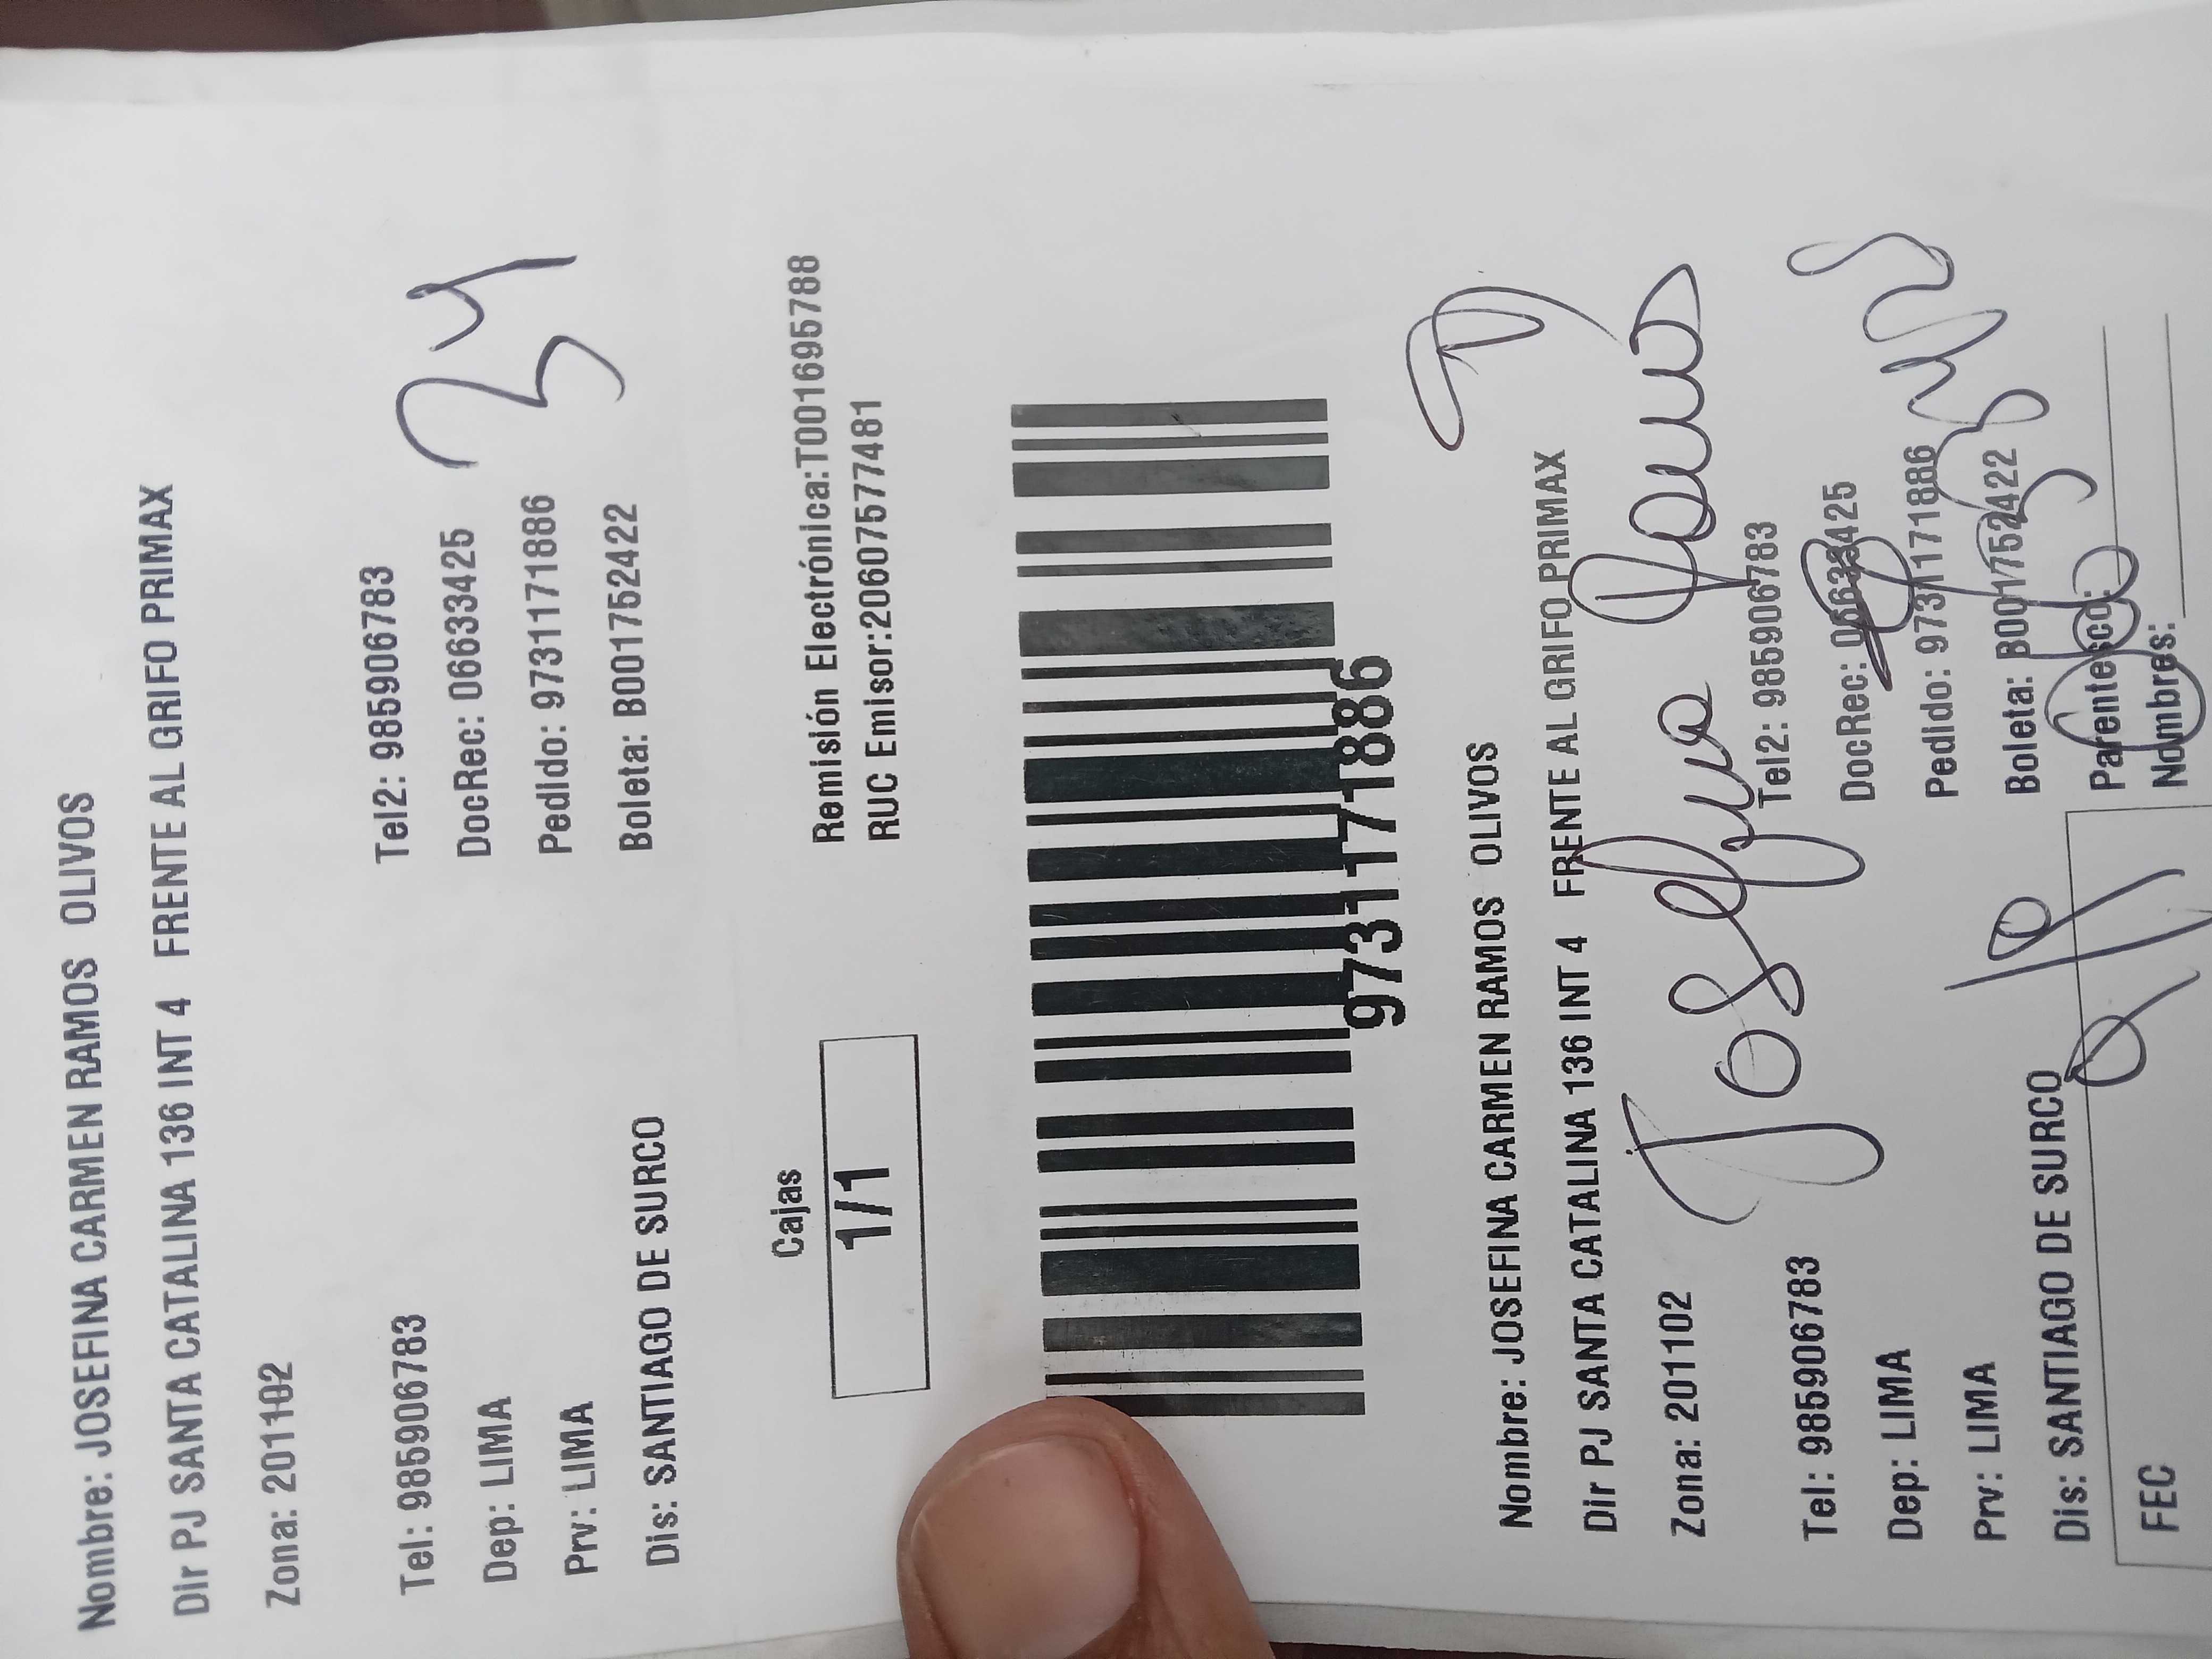 Nombre: JOSEFINA CARMEN RAMOS OLIVOS
Dir PJ SANTA CATALINA 136 INT 4 FRENTE AL GRIFO PRIMAX
Zona: 201102
Tel: 985906783 Tel2: 985906783
Dep: LIMA DocRec: 06633425
Prv: LIMA Pedido: 9731171886
Dis: SANTIAGO DE SURCO Boleta: B001752422
34
Cajas
1/1
Remisión Electrónica:T001695788
RUC Emisor:20607577481
9731171886
Nombre: JOSEFINA CARMEN RAMOS OLIVOS
Dir PJ SANTA CATALINA 136 INT 4 FRENTE AL GRIFO PRIMAX
Zona: 201102
Josefina Ramos
Tel: 985906783 Tel2: 985906783
Dep: LIMA DocRec: 06633425
Prv: LIMA Pedido: 9731171886
Dis: SANTIAGO DE SURCO Boleta: B001752422
Parentesco:
FEC Nombres: